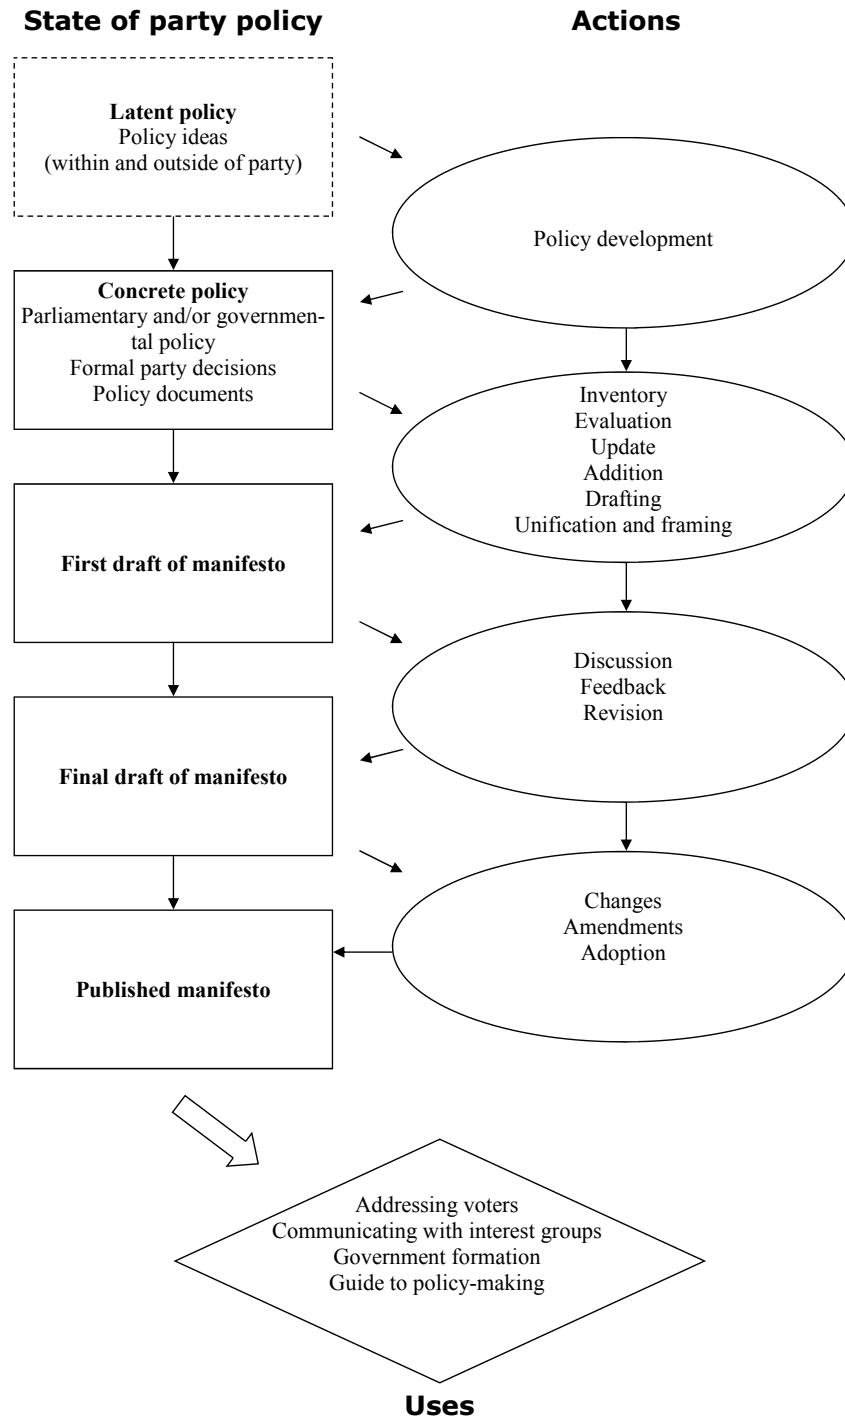 State of party policy
Actions
Latent policy
Policy ideas
(within and outside of party)
Policy development
Concrete policy
Parliamentary and/or governmen-
tal policy
Formal party decisions
Policy documents
Inventory
Evaluation
Update
Addition
Drafting
Unification and framing
First draft of manifesto
Discussion
Feedback
Revision
Final draft of manifesto
Changes
Amendments
Adoption
Published manifesto
Addressing voters
Communicating with interest groups
Government formation
Guide to policy-making
Uses